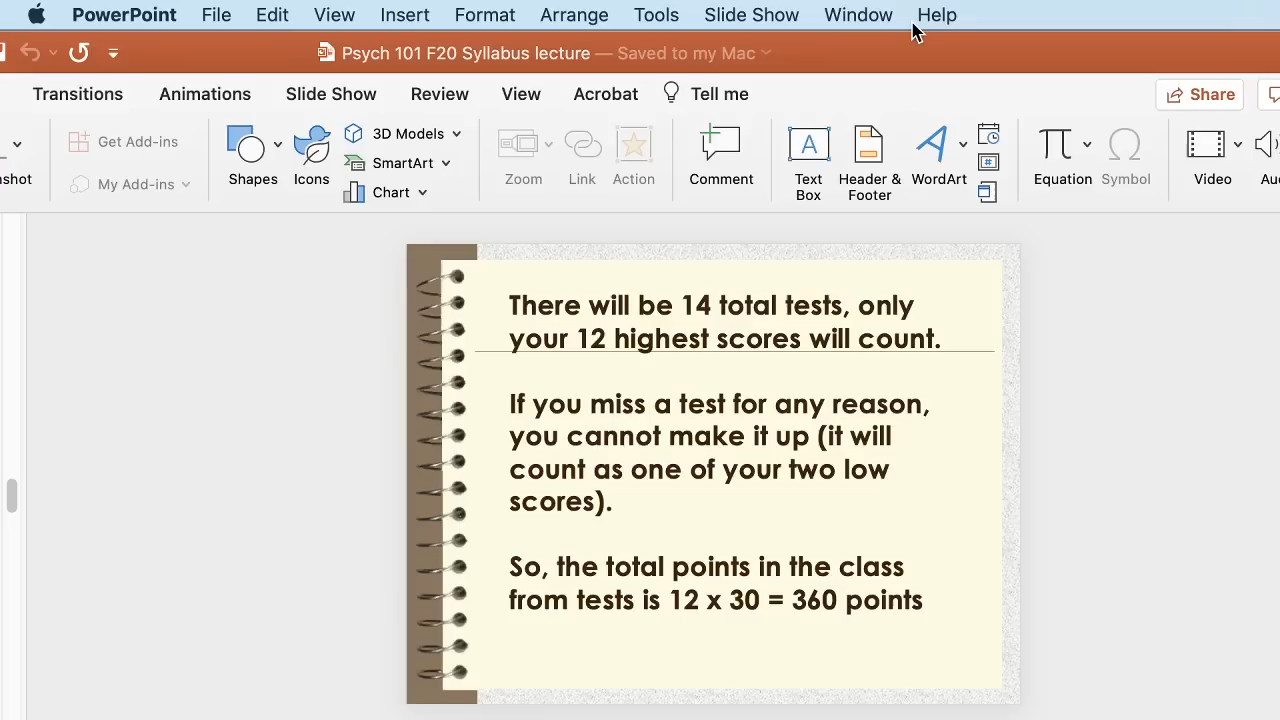 PowerPoint File Edit View Insert Format Arrange Tools Slide Show Window Help
Psych 101 F20 Syllabus lecture — Saved to my Mac
Transitions Animations Slide Show Review View Acrobat Tell me Share
Get Add-ins
My Add-ins
Shapes
Icons
3D Models
SmartArt
Chart
Zoom
Link
Action
Comment
Text
Box
Header &
Footer
WordArt
Equation
Symbol
Video
There will be 14 total tests, only
your 12 highest scores will count.
If you miss a test for any reason,
you cannot make it up (it will
count as one of your two low
scores).
So, the total points in the class
from tests is 12 x 30 = 360 points